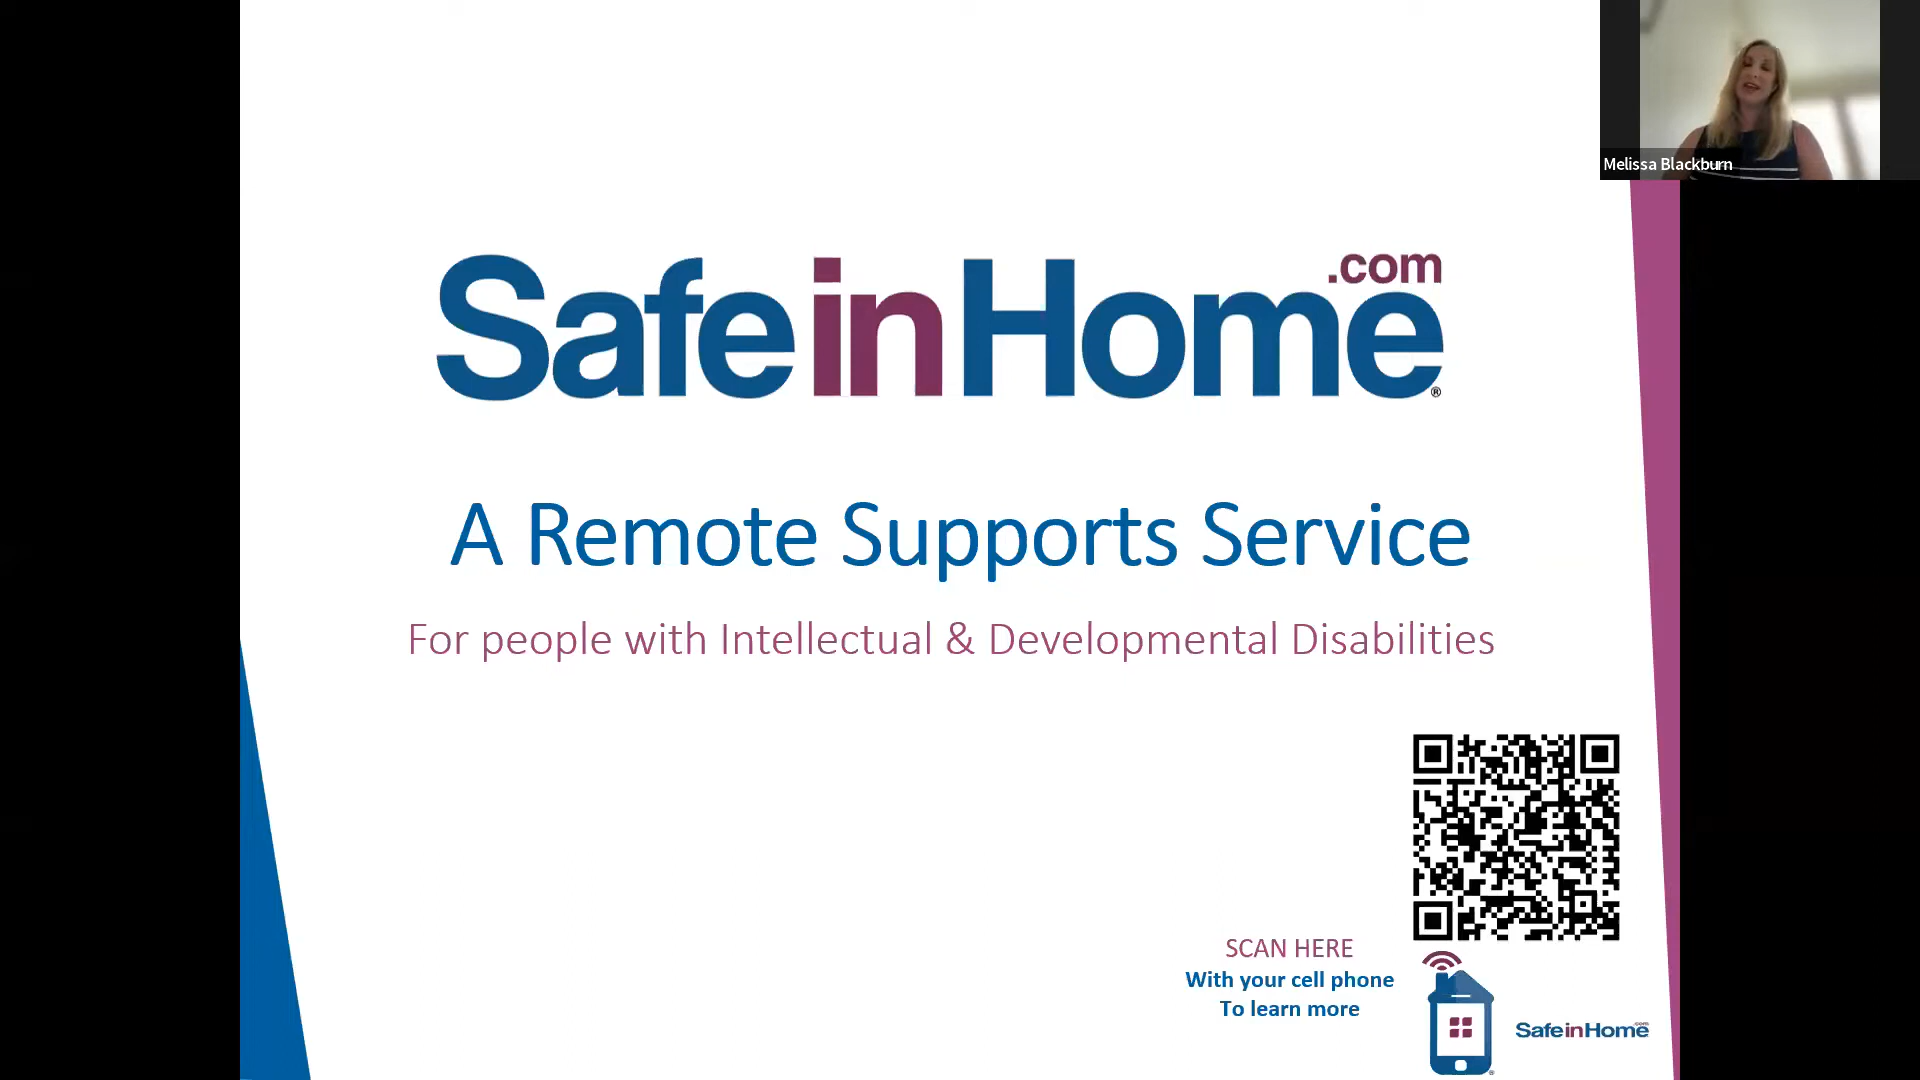 Melissa Blackburn
SafeinHome.com®
A Remote Supports Service
For people with Intellectual & Developmental Disabilities
SCAN HERE
With your cell phone
To learn more
SafeinHome.com